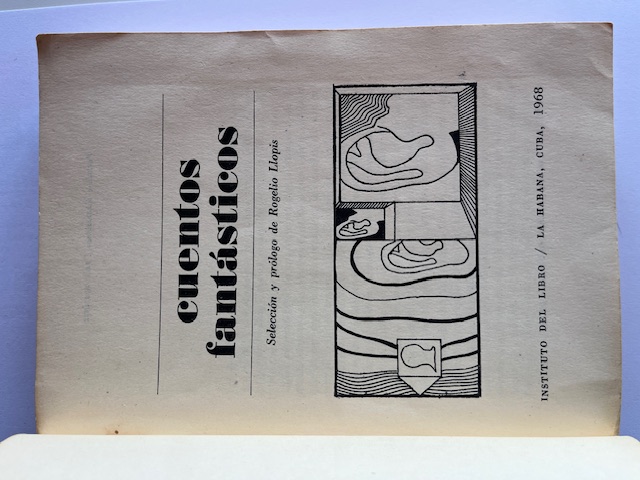 cuentos
fantásticos
Selección y prólogo de Rogelio Llopis
INSTITUTO DEL LIBRO / LA HABANA, CUBA, 1968